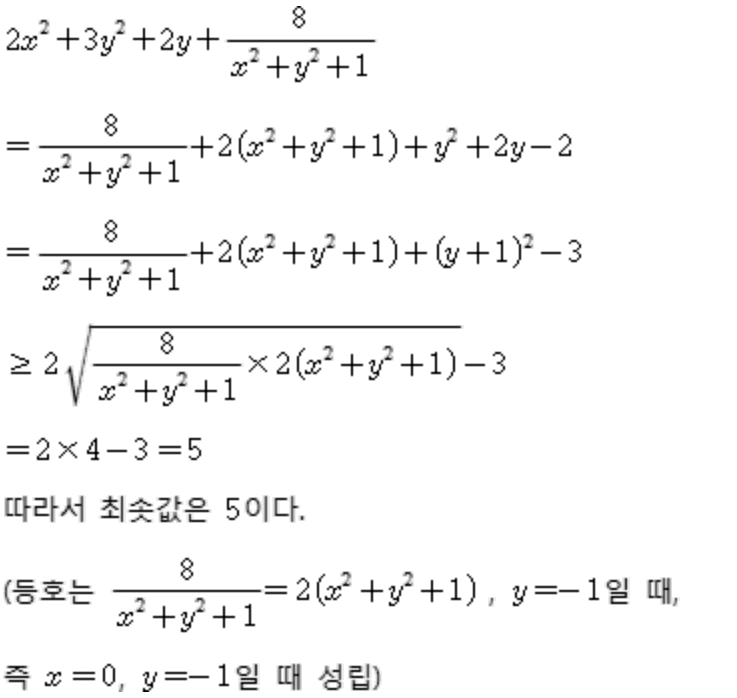 2x²+3y²+2y+8/(x²+y²+1)
=8/(x²+y²+1)+2(x²+y²+1)+y²+2y−2
=8/(x²+y²+1)+2(x²+y²+1)+(y+1)²−3
≥2√(8/(x²+y²+1)×2(x²+y²+1))−3
=2×4−3=5
따라서 최솟값은 5이다.
(등호는 8/(x²+y²+1)=2(x²+y²+1), y=−1일 때,
즉 x=0, y=−1일 때 성립)